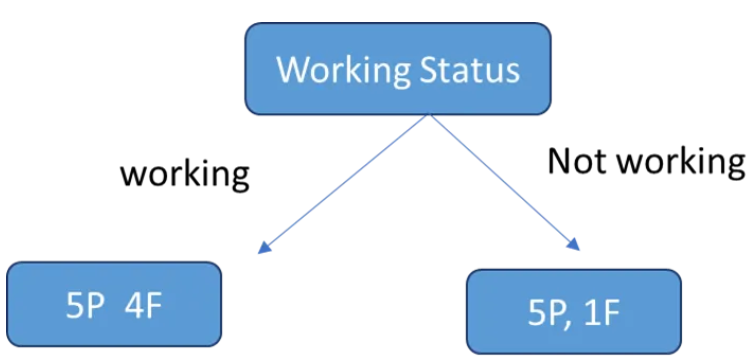 Working Status
working
Not working
5P 4F
5P, 1F